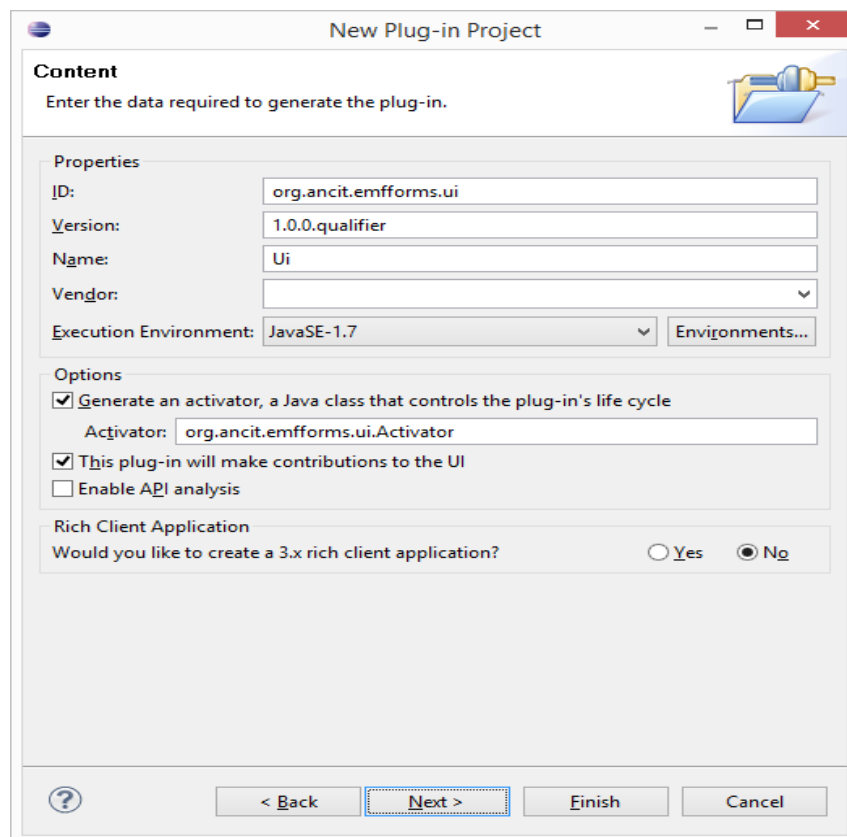 New Plug-in Project
Content
Enter the data required to generate the plug-in.
Properties
ID: org.ancit.emfforms.ui
Version: 1.0.0.qualifier
Name: Ui
Vendor:
Execution Environment: JavaSE-1.7 Environments...
Options
Generate an activator, a Java class that controls the plug-in's life cycle
Activator: org.ancit.emfforms.ui.Activator
This plug-in will make contributions to the UI
Enable API analysis
Rich Client Application
Would you like to create a 3.x rich client application? Yes No
? < Back Next > Finish Cancel